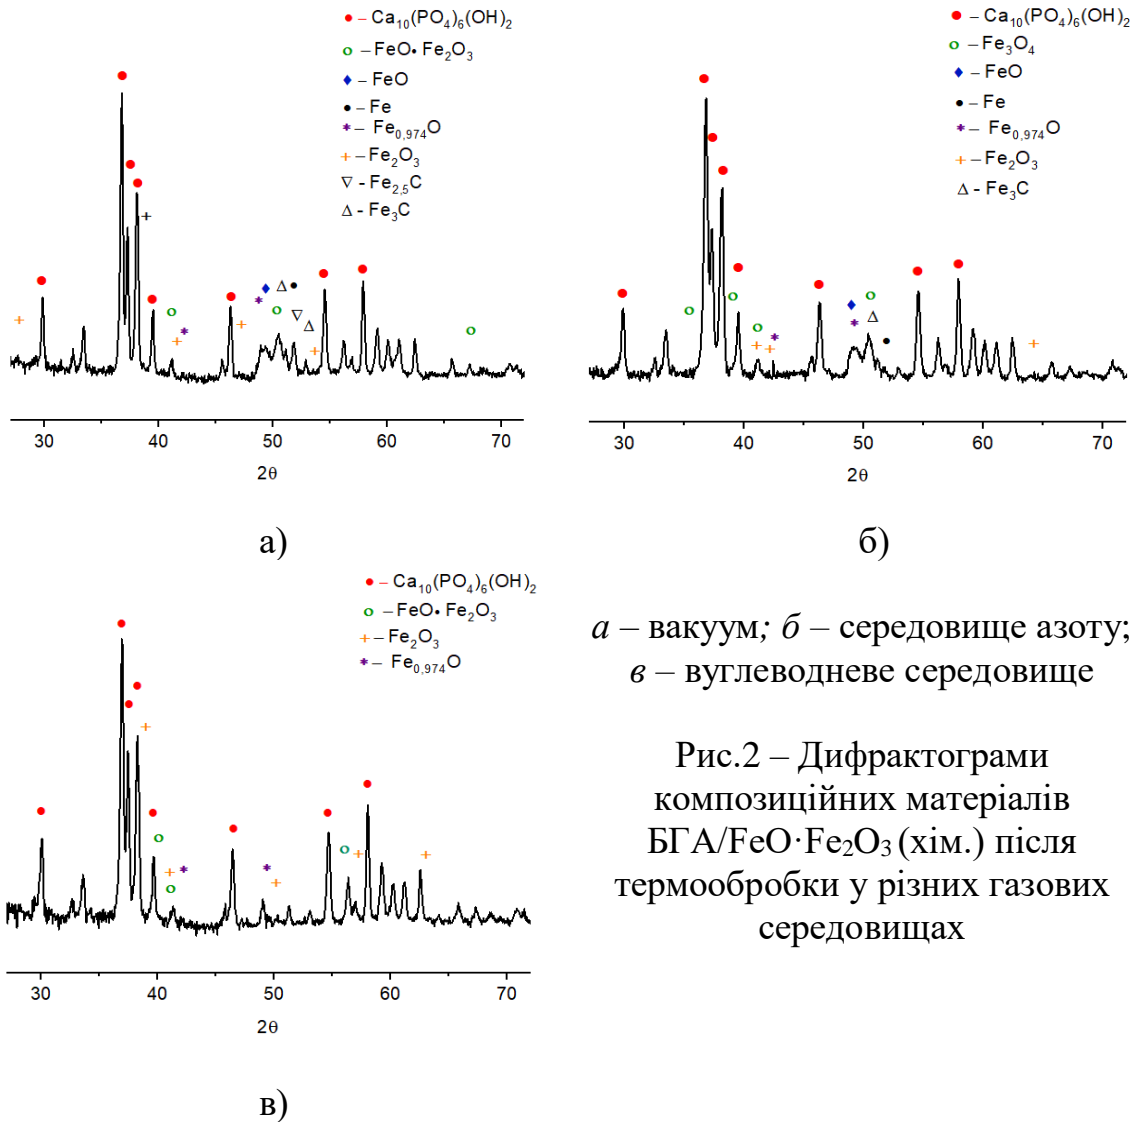 ● – Ca₁₀(PO₄)₆(OH)₂
o – FeO• Fe₂O₃
♦ – FeO
● – Fe
* – Fe₀,₉₇₄O
+ – Fe₂O₃
▽ - Fe₂,₅C
△ - Fe₃C
30 40 50 60 70
2θ
а)
● – Ca₁₀(PO₄)₆(OH)₂
o – Fe₃O₄
♦ – FeO
● – Fe
* – Fe₀,₉₇₄O
+ – Fe₂O₃
△ - Fe₃C
30 40 50 60 70
2θ
б)
● – Ca₁₀(PO₄)₆(OH)₂
o – FeO• Fe₂O₃
+ – Fe₂O₃
* – Fe₀,₉₇₄O
30 40 50 60 70
2θ
в)
а – вакуум; б – середовище азоту;
в – вуглеводневе середовище
Рис.2 – Дифрактограми
композиційних матеріалів
БГА/FeO·Fe₂O₃ (хім.) після
термообробки у різних газових
середовищах